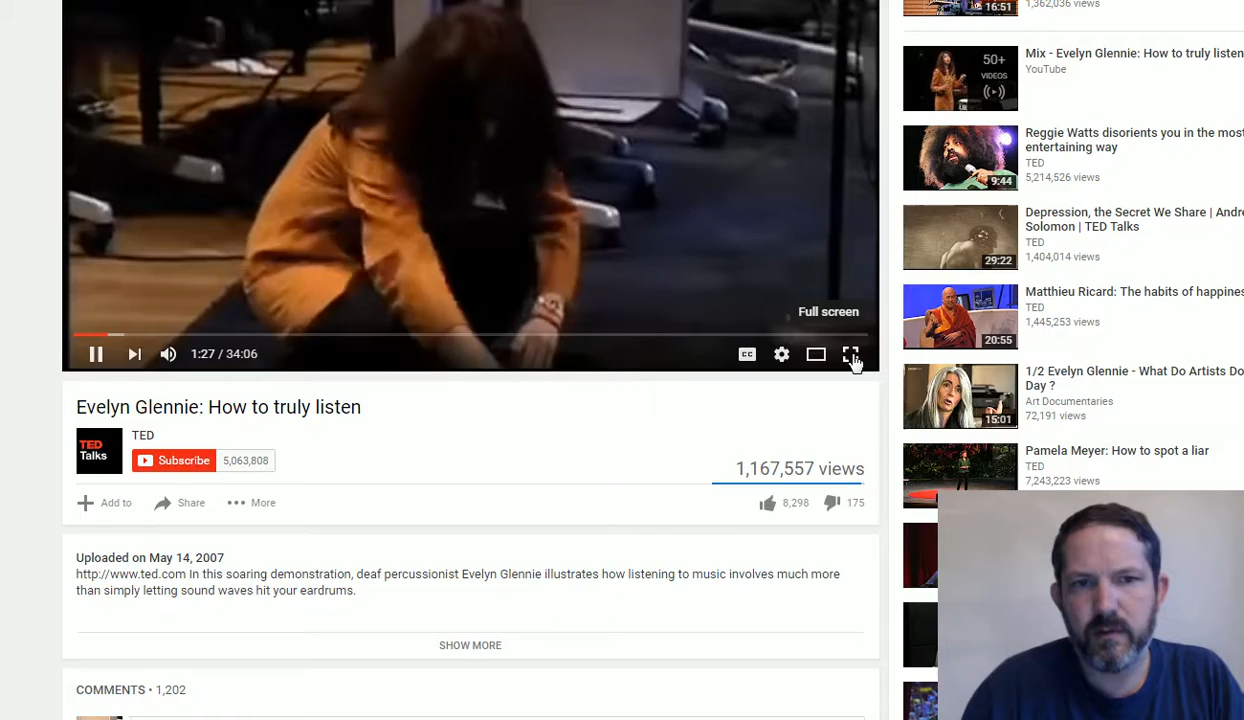 Full screen
1:27 / 34:06
CC
Evelyn Glennie: How to truly listen
TED Talks
TED
Subscribe 5,063,808
1,167,557 views
Add to Share More
8,298 175
Uploaded on May 14, 2007
http://www.ted.com In this soaring demonstration, deaf percussionist Evelyn Glennie illustrates how listening to music involves much more
than simply letting sound waves hit your eardrums.
SHOW MORE
COMMENTS • 1,202
16:51
1,362,036 views
50+
VIDEOS
Mix - Evelyn Glennie: How to truly listen
YouTube
9:44
Reggie Watts disorients you in the most
entertaining way
TED
5,214,526 views
29:22
Depression, the Secret We Share | Andre
Solomon | TED Talks
TED
1,404,014 views
20:55
Matthieu Ricard: The habits of happines
TED
1,445,253 views
15:01
1/2 Evelyn Glennie - What Do Artists Do
Day ?
Art Documentaries
72,191 views
Pamela Meyer: How to spot a liar
TED
7,243,223 views